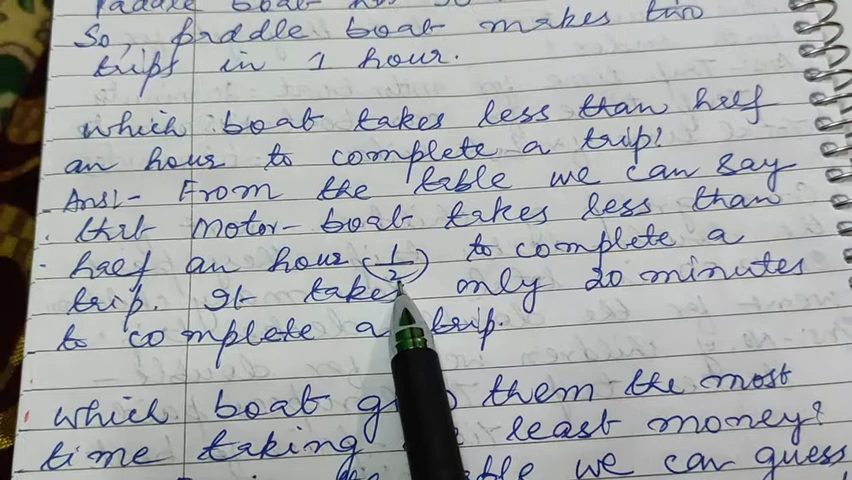 Paddle boat
So, paddle boat makes two
trips in 1 hour.
which boat takes less than half
an hour to complete a trip?
Ans:- From the table we can say
that Motor-boat takes less than
half an hour (1/2) to complete a
trip. It takes only 20 minutes
to complete a trip.
which boat them the most
time taking least money?
we can guess